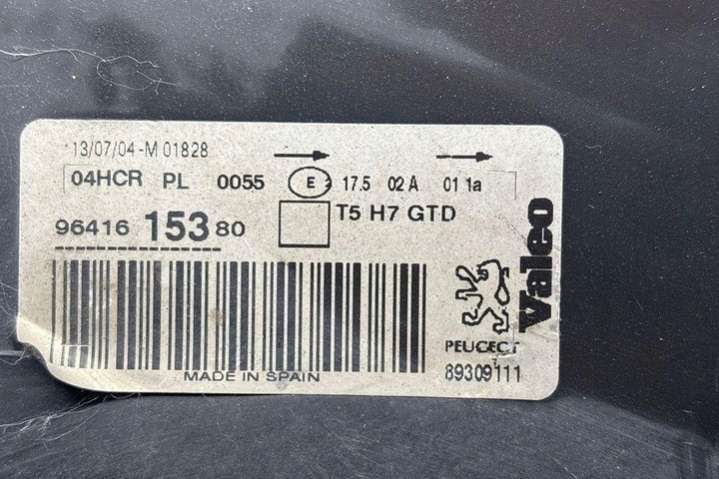 13/07/04-M 01828
04HCR PL 0055 E2 17.5 02 A 01 1a
96416 153 80
T5 H7 GTD
Valeo
PEUGEOT
89309111
MADE IN SPAIN